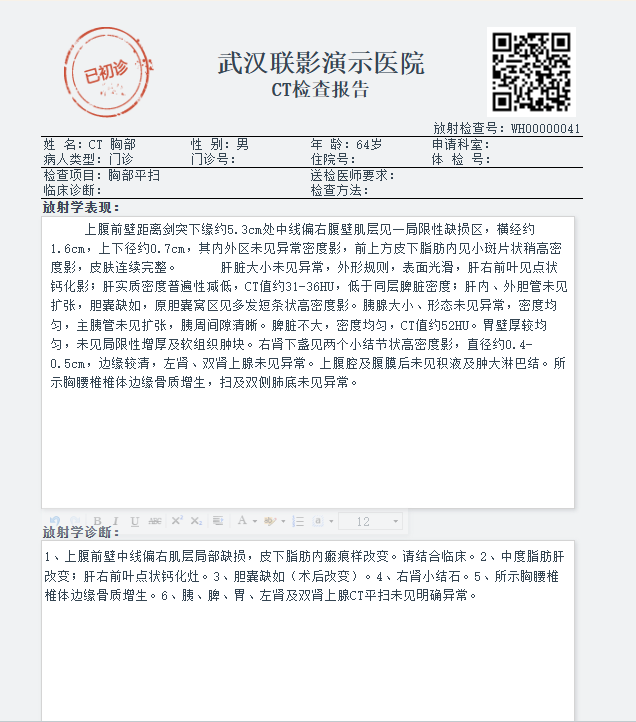 已初诊
武汉联影演示医院
CT检查报告
放射检查号: WH00000041
姓 名: CT 胸部 性 别: 男 年 龄: 64岁 申请科室:
病人类型: 门诊 门诊号: 住院号: 体 检 号:
检查项目: 胸部平扫 送检医师要求:
临床诊断: 检查方法:
放射学表现:
上腹前壁距离剑突下缘约5.3cm处中线偏右腹壁肌层见一局限性缺损区，横经约
1.6cm，上下径约0.7cm，其内外区未见异常密度影，前上方皮下脂肪内见小斑片状稍高密
度影，皮肤连续完整。 肝脏大小未见异常，外形规则，表面光滑，肝右前叶见点状
钙化影；肝实质密度普遍性减低，CT值约31-36HU，低于同层脾脏密度；肝内、外胆管未见
扩张，胆囊缺如，原胆囊窝区见多发短条状高密度影。胰腺大小、形态未见异常，密度均
匀，主胰管未见扩张，胰周间隙清晰。脾脏不大，密度均匀，CT值约52HU。胃壁厚较均
匀，未见局限性增厚及软组织肿块。右肾下盏见两个小结节状高密度影，直径约0.4-
0.5cm，边缘较清，左肾、双肾上腺未见异常。上腹腔及腹膜后未见积液及肿大淋巴结。所
示胸腰椎椎体边缘骨质增生，扫及双侧肺底未见异常。
B I U ABC X² X₂ A a 12
放射学诊断:
1、上腹前壁中线偏右肌层局部缺损，皮下脂肪内瘢痕样改变。请结合临床。2、中度脂肪肝
改变；肝右前叶点状钙化灶。3、胆囊缺如（术后改变）。4、右肾小结石。5、所示胸腰椎
椎体边缘骨质增生。6、胰、脾、胃、左肾及双肾上腺CT平扫未见明确异常。